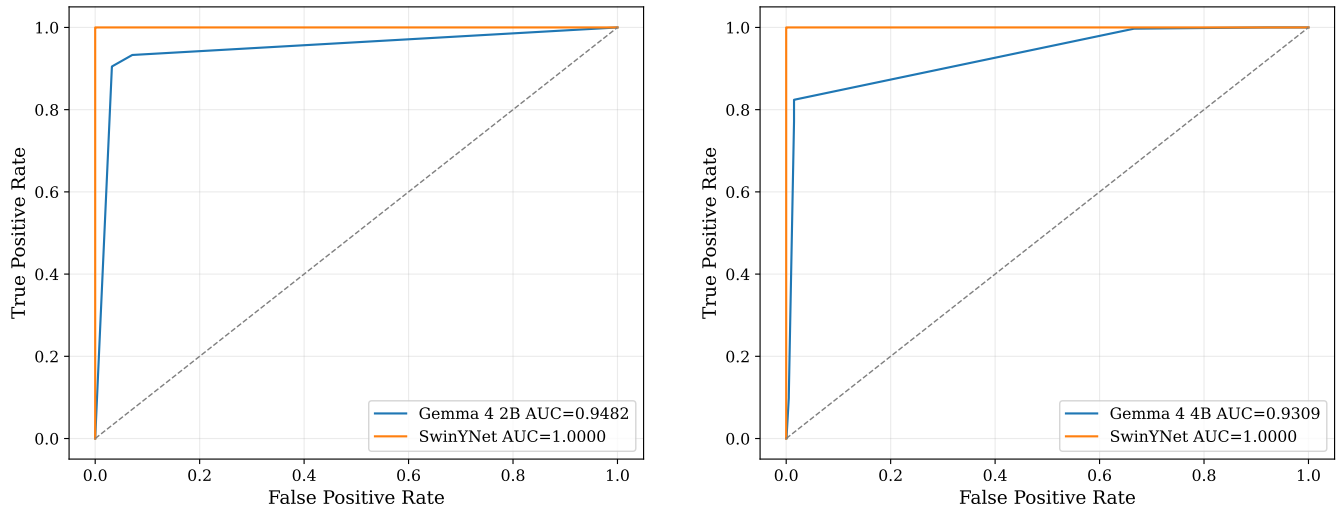 1.0
0.8
0.6
0.4
0.2
0.0
True Positive Rate
0.0 0.2 0.4 0.6 0.8 1.0
False Positive Rate
Gemma 4 2B AUC=0.9482
SwinYNet AUC=1.0000
1.0
0.8
0.6
0.4
0.2
0.0
True Positive Rate
0.0 0.2 0.4 0.6 0.8 1.0
False Positive Rate
Gemma 4 4B AUC=0.9309
SwinYNet AUC=1.0000